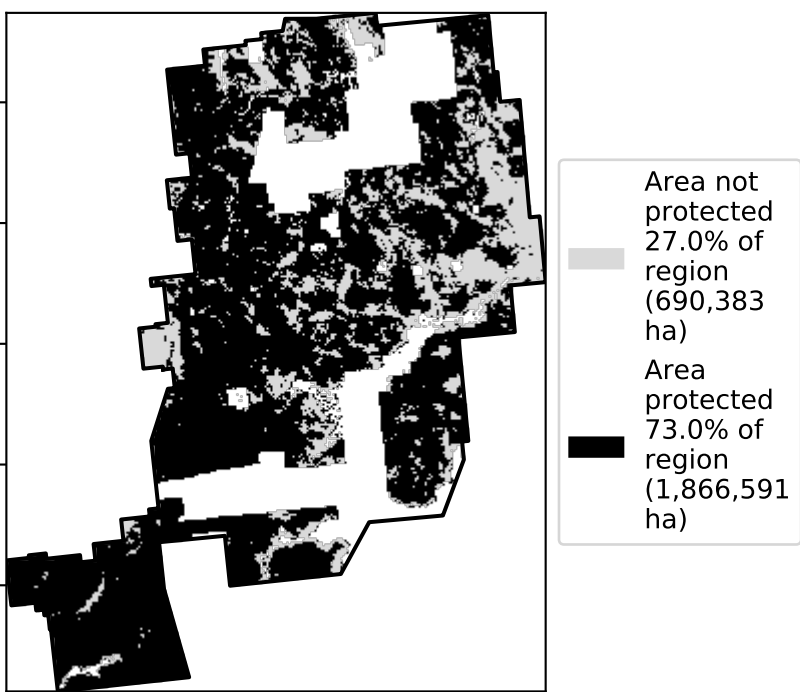 Area not
protected
27.0% of
region
(690,383
ha)
Area
protected
73.0% of
region
(1,866,591
ha)